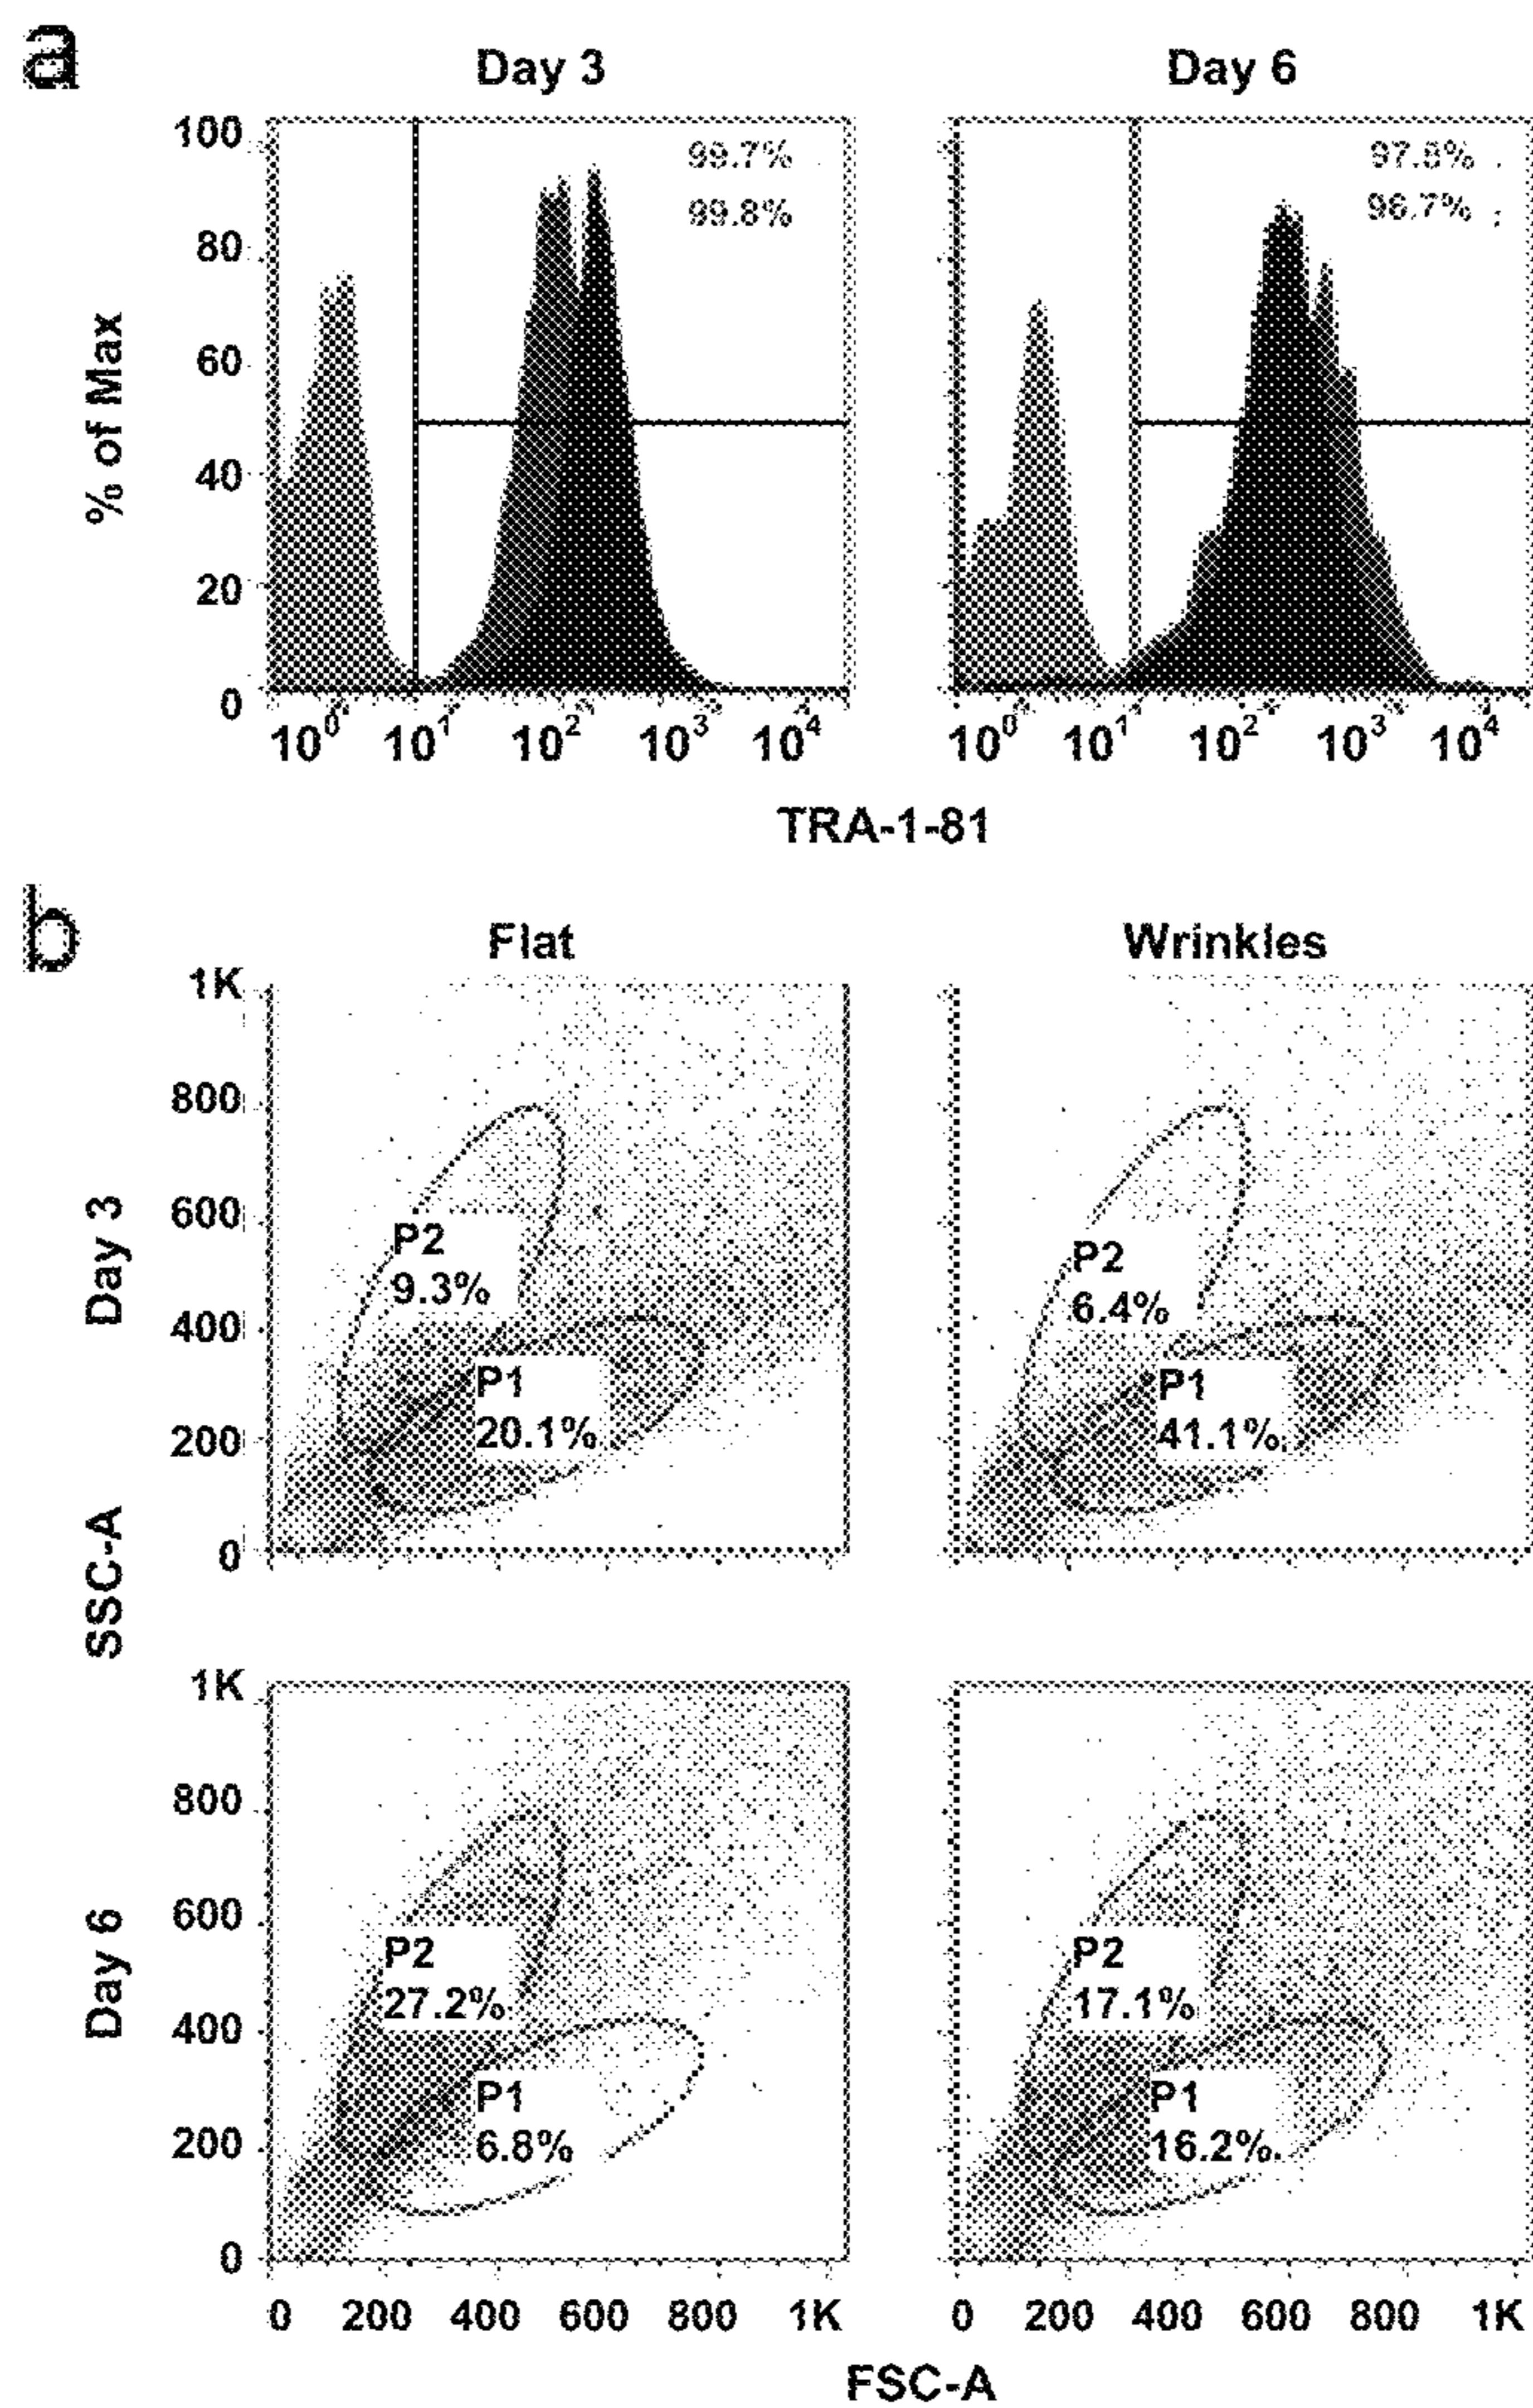 a
Day 3
Day 6
100
80
60
40
20
0
% of Max
99.7%
99.8%
97.8%
96.7%
10⁰ 10¹ 10² 10³ 10⁴
10⁰ 10¹ 10² 10³ 10⁴
TRA-1-81
b
Flat
Wrinkles
Day 3
1K
800
600
400
200
0
P2
9.3%
P1
20.1%
P2
6.4%
P1
41.1%
SSC-A
Day 6
1K
800
600
400
200
0
P2
27.2%
P1
6.8%
P2
17.1%
P1
16.2%
0 200 400 600 800 1K
0 200 400 600 800 1K
FSC-A